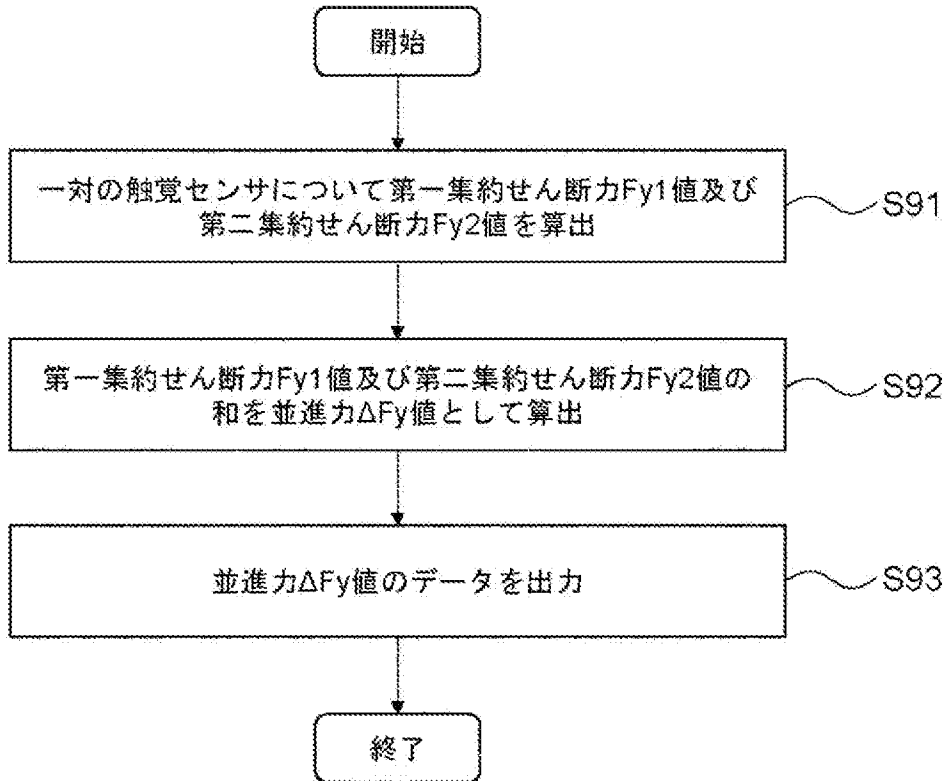 開始
一対の触覚センサについて第一集約せん断力Fy1値及び
第二集約せん断力Fy2値を算出
S91
第一集約せん断力Fy1値及び第二集約せん断力Fy2値の
和を並進力ΔFy値として算出
S92
並進力ΔFy値のデータを出力
S93
終了